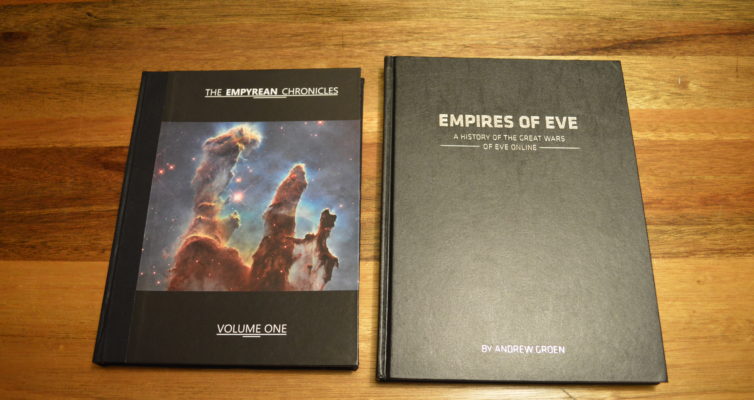 THE EMPYREAN CHRONICLES
VOLUME ONE
EMPIRES OF EVE
A HISTORY OF THE GREAT WARS
OF EVE ONLINE
BY ANDREW GROEN